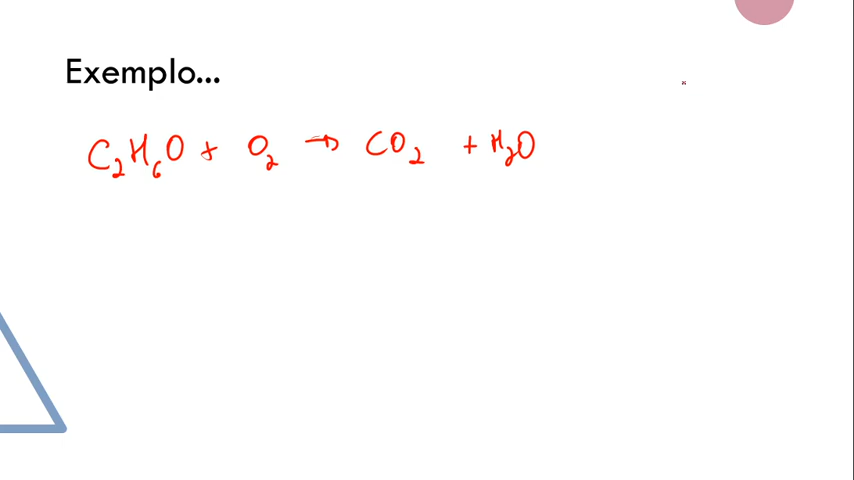 Exemplo...
C₂H₆O + O₂ → CO₂ + H₂O